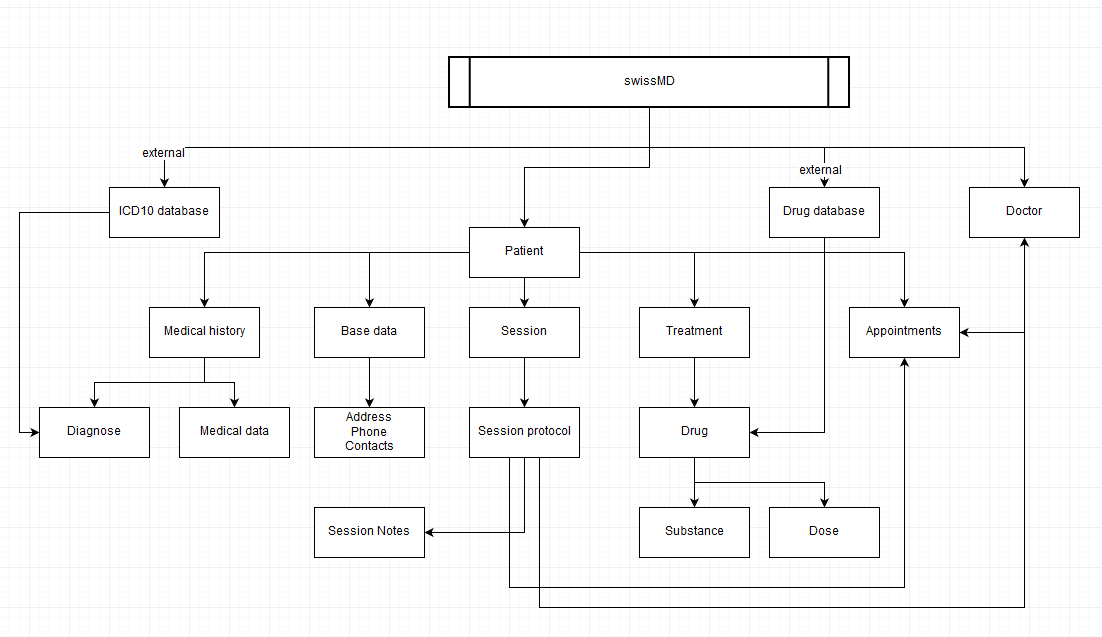 swissMD
external
external
ICD10 database
Drug database
Doctor
Patient
Medical history
Base data
Session
Treatment
Appointments
Diagnose
Medical data
Address
Phone
Contacts
Session protocol
Drug
Session Notes
Substance
Dose